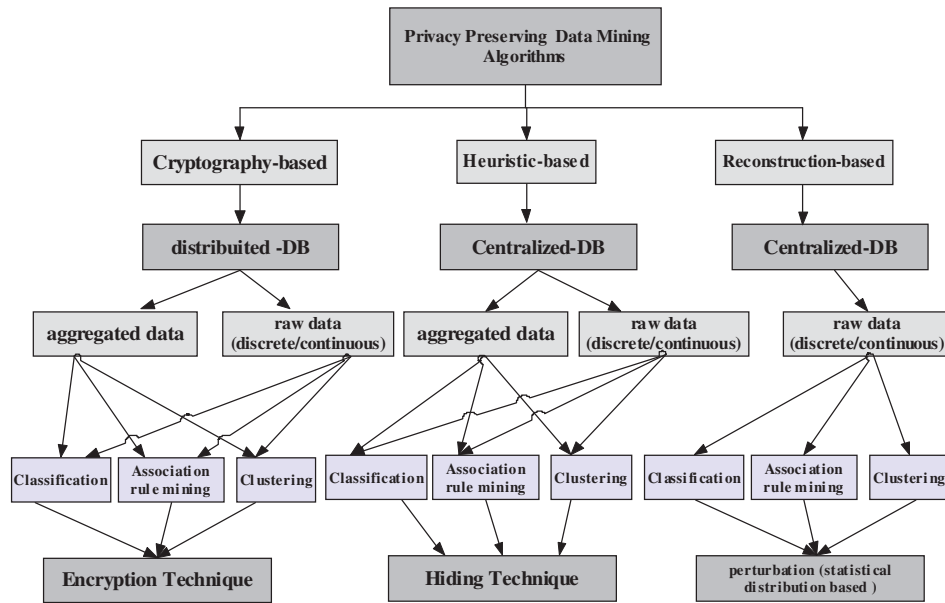 Privacy Preserving Data Mining
Algorithms
Cryptography-based
Heuristic-based
Reconstruction-based
distribuited -DB
Centralized-DB
Centralized-DB
aggregated data
raw data
(discrete/continuous)
aggregated data
raw data
(discrete/continuous)
raw data
(discrete/continuous)
Classification
Association
rule mining
Clustering
Classification
Association
rule mining
Clustering
Classification
Association
rule mining
Clustering
Encryption Technique
Hiding Technique
perturbation (statistical
distribution based )